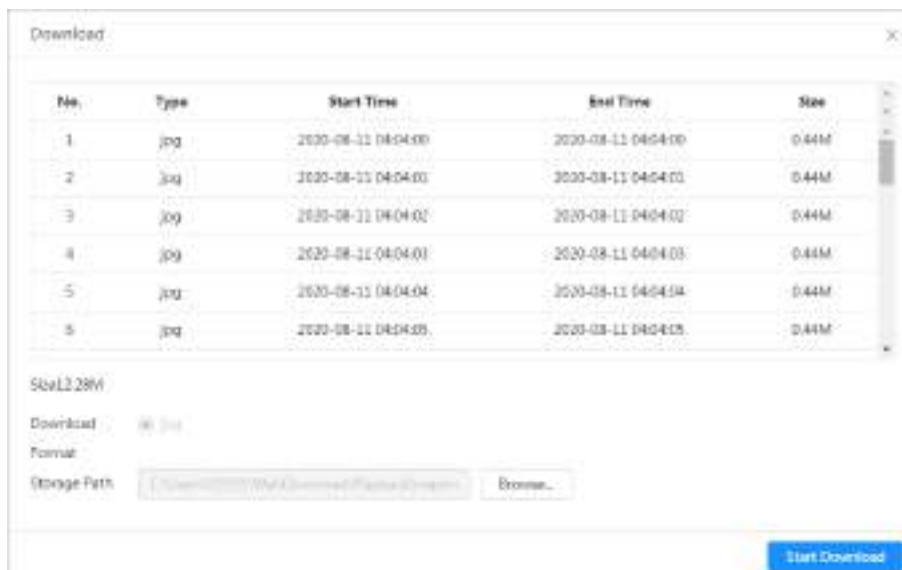 Download
No. Type Start Time End Time Size
1 jpg 2020-08-11 04:04:00 2020-08-11 04:04:00 0.44M
2 jpg 2020-08-11 04:04:01 2020-08-11 04:04:01 0.44M
3 jpg 2020-08-11 04:04:02 2020-08-11 04:04:02 0.44M
4 jpg 2020-08-11 04:04:03 2020-08-11 04:04:03 0.44M
5 jpg 2020-08-11 04:04:04 2020-08-11 04:04:04 0.44M
6 jpg 2020-08-11 04:04:05 2020-08-11 04:04:05 0.44M
Download
Format
Storage Path Browse...
Start Download